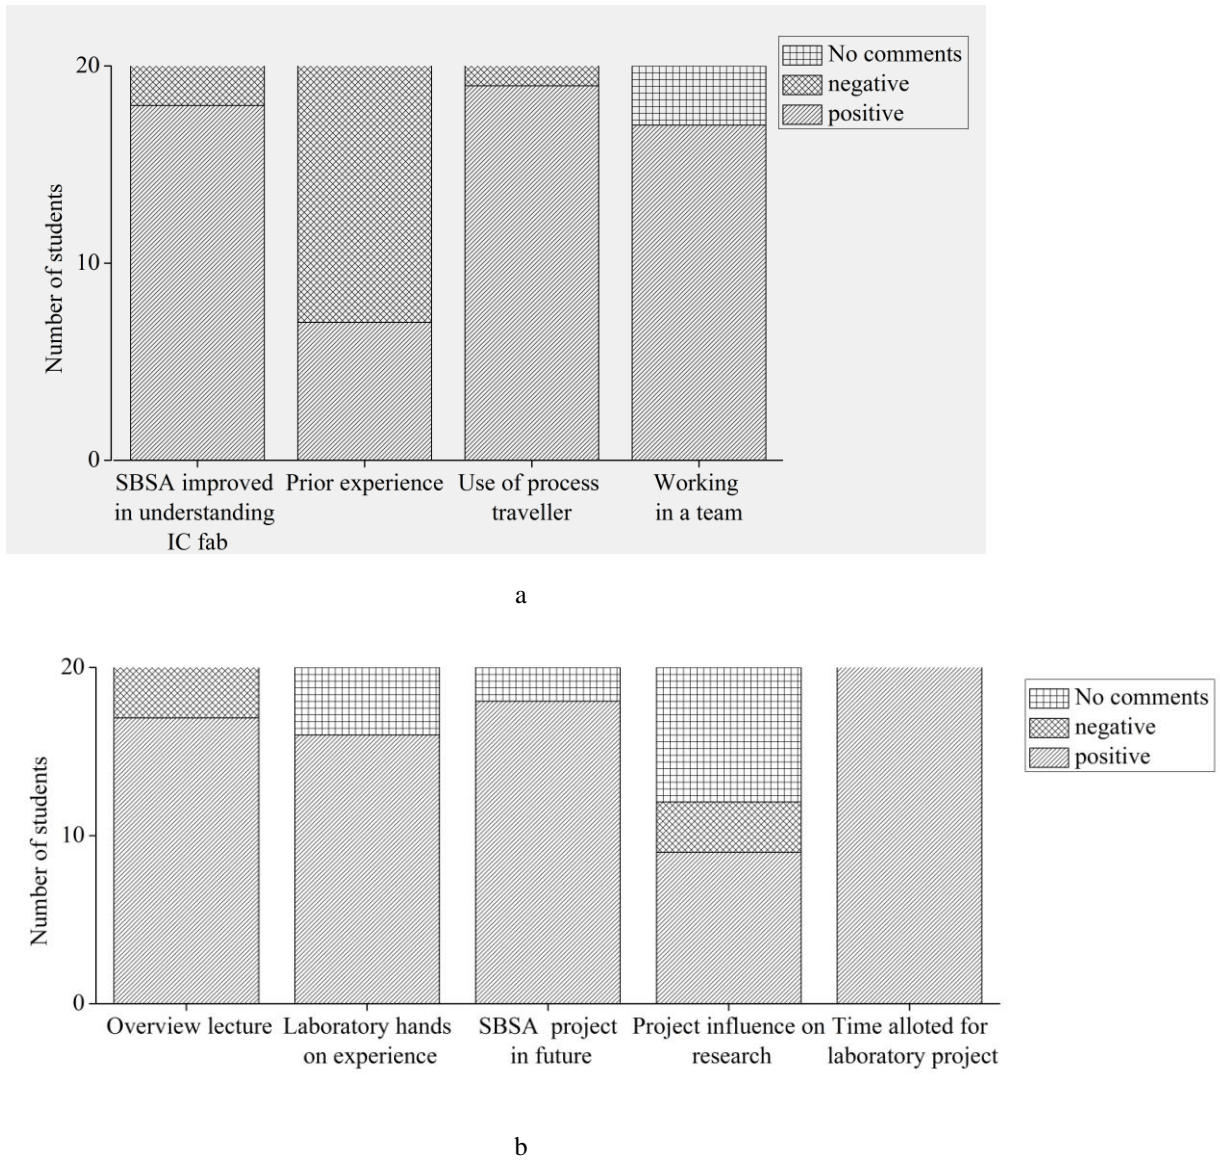 20
10
0
Number of students
No comments
negative
positive
SBSA improved
in understanding
IC fab
Prior experience
Use of process
traveller
Working
in a team
a
20
10
0
Number of students
No comments
negative
positive
Overview lecture
Laboratory hands
on experience
SBSA project
in future
Project influence on
research
Time alloted for
laboratory project
b